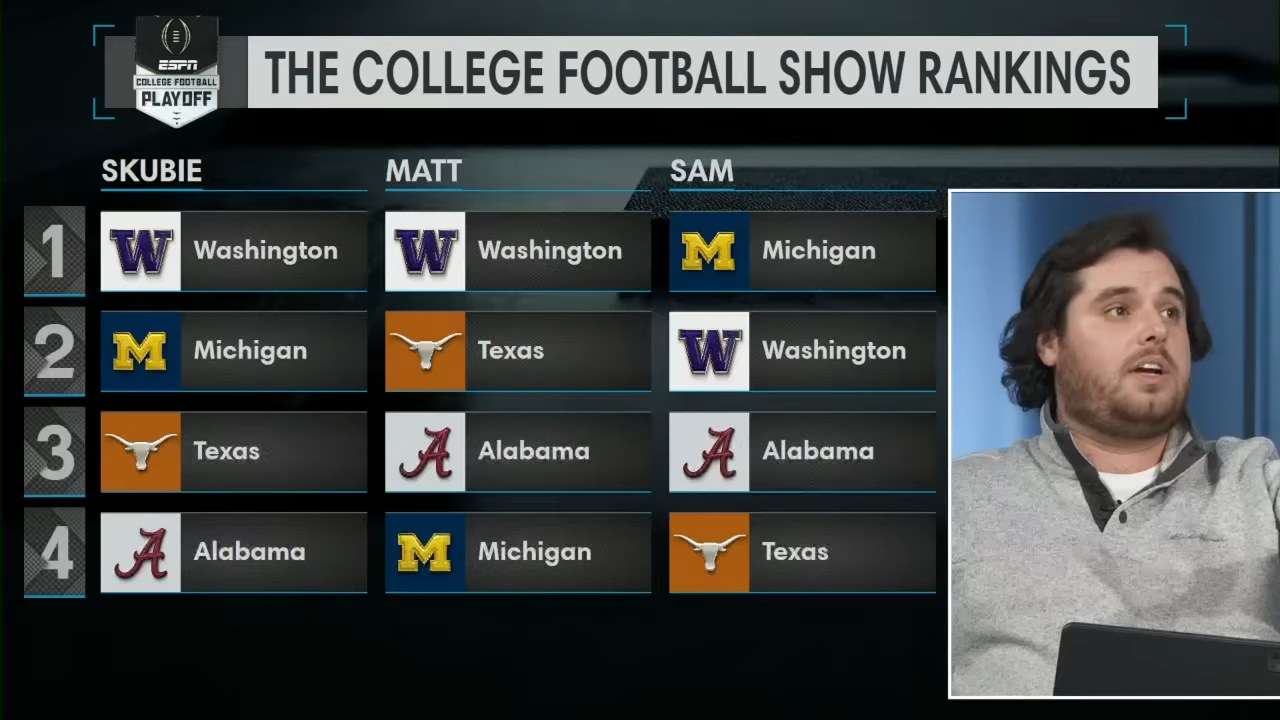 ESPN
COLLEGE FOOTBALL
PLAYOFF
THE COLLEGE FOOTBALL SHOW RANKINGS
SKUBIE MATT SAM
1 W Washington W Washington M Michigan
2 M Michigan Texas W Washington
3 Texas A Alabama A Alabama
4 A Alabama M Michigan Texas